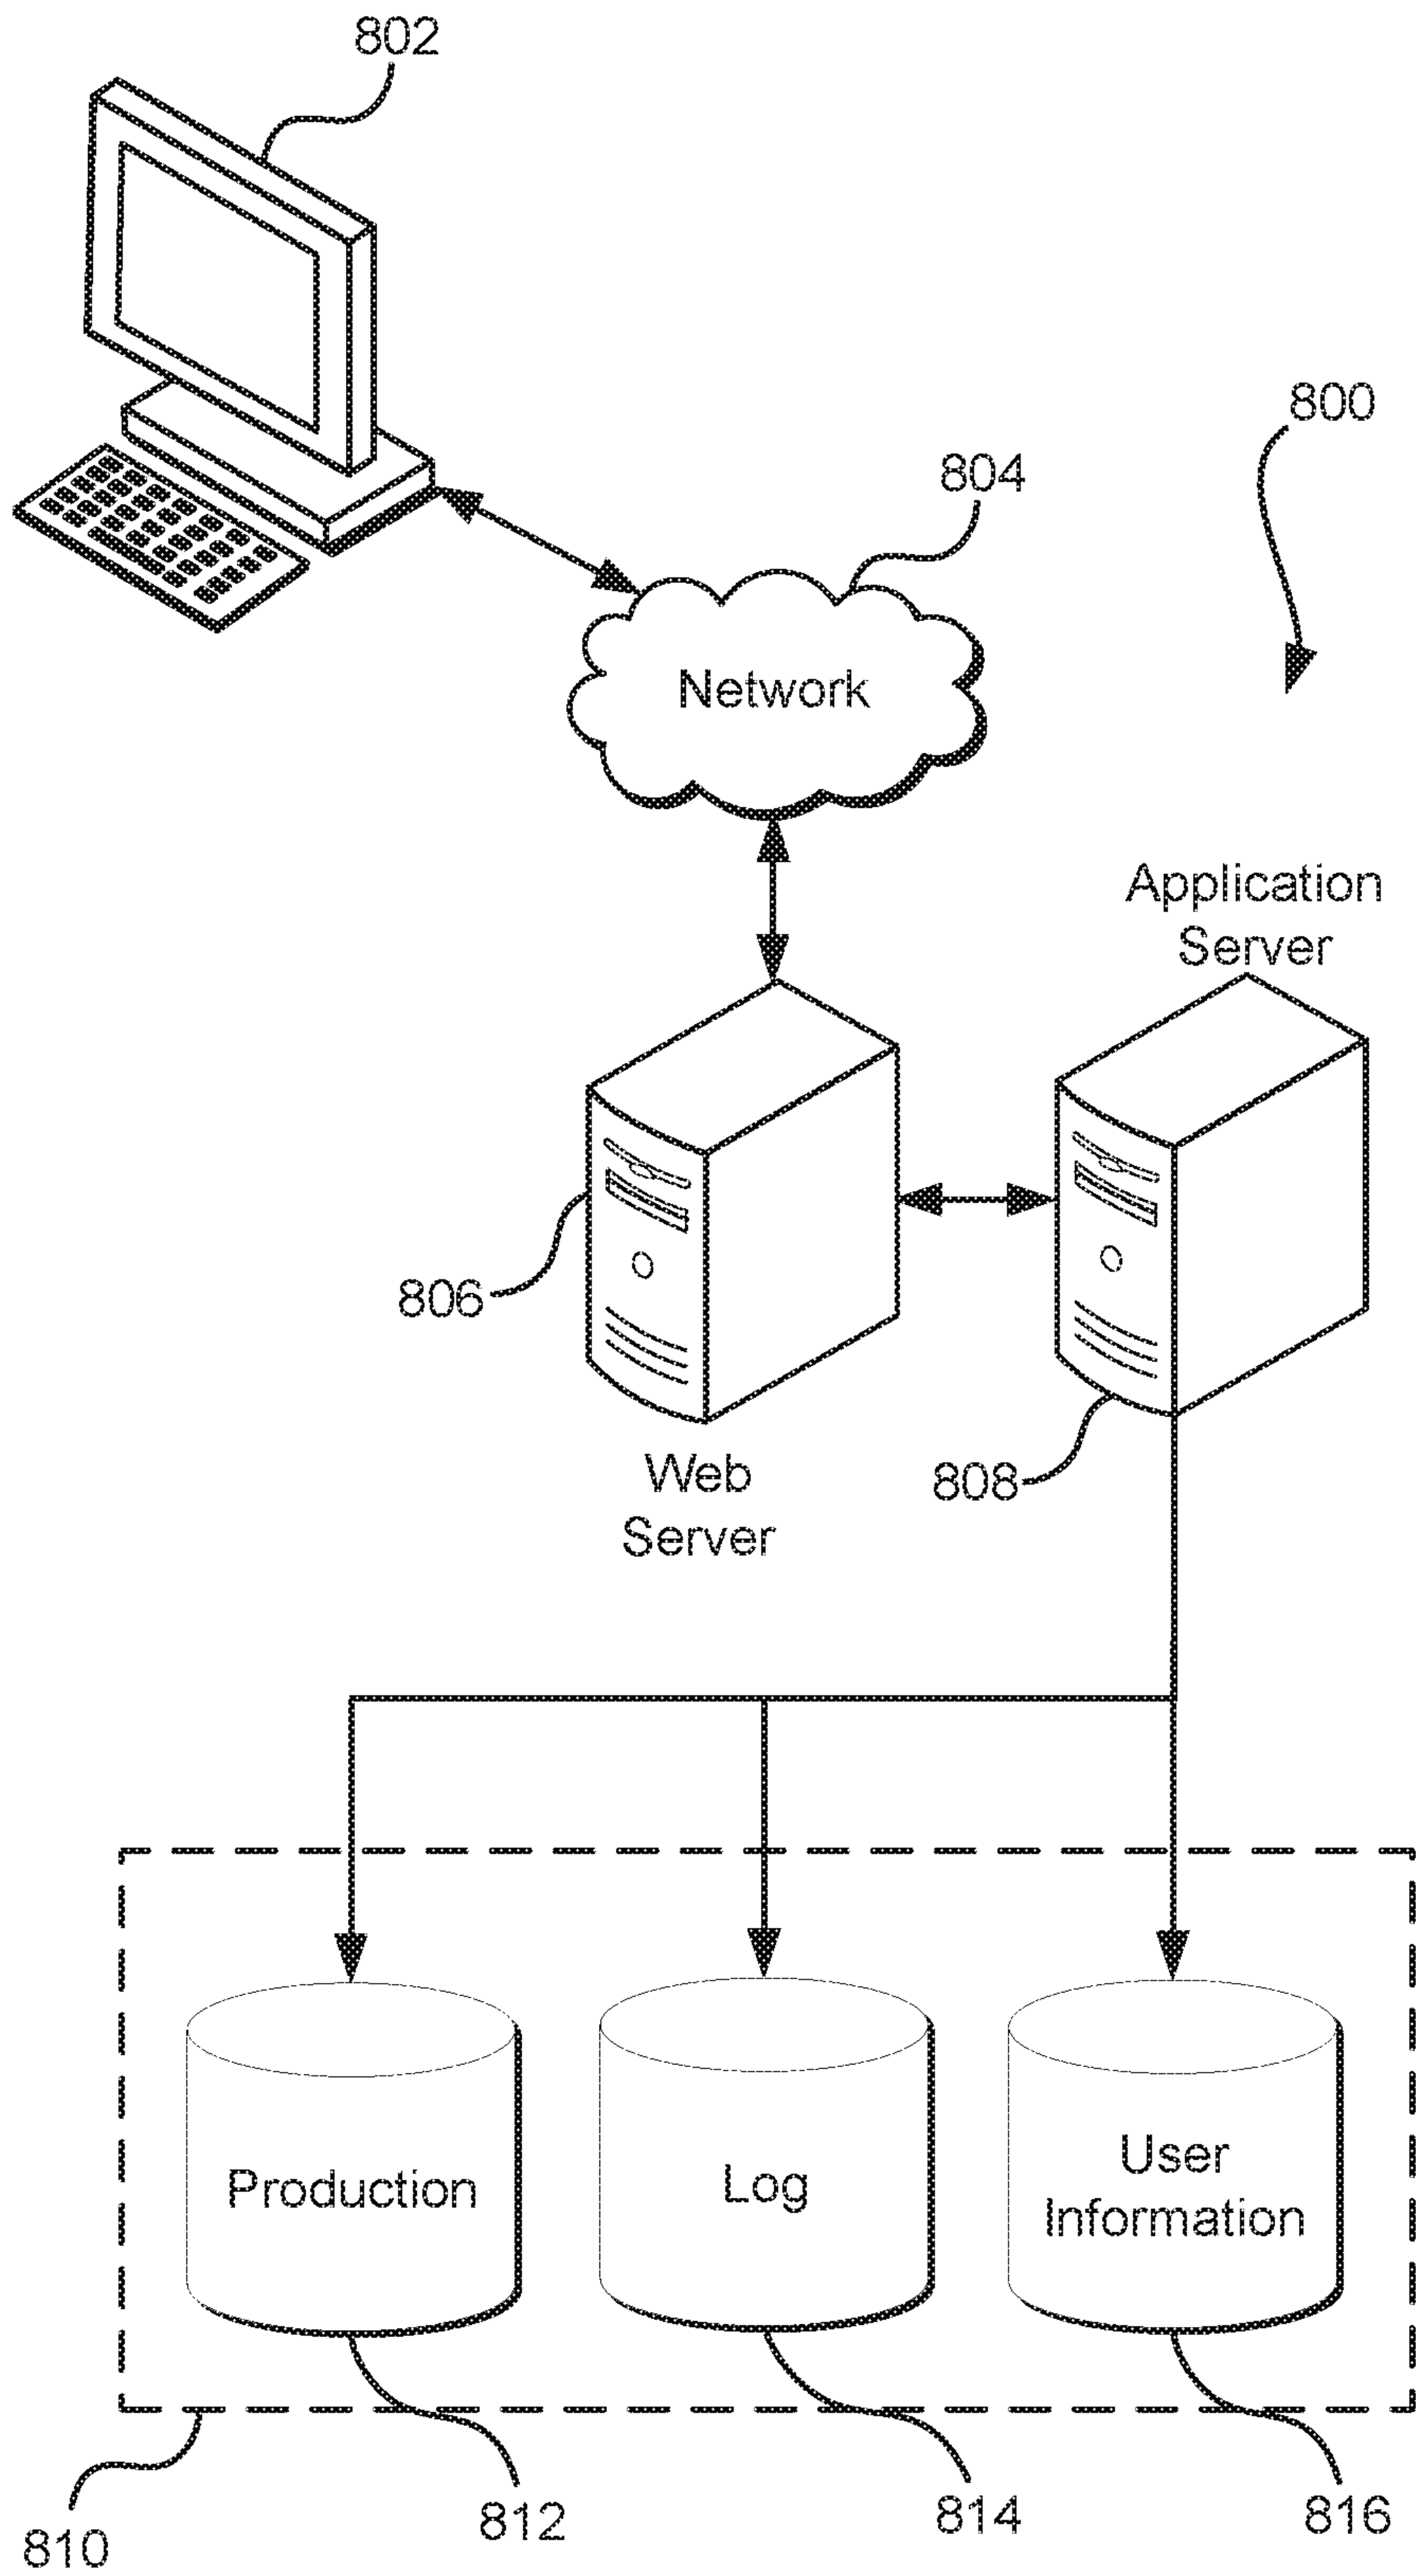 802
800
804
Network
Application
Server
806
808
Web
Server
Production
Log
User
Information
810
812
814
816